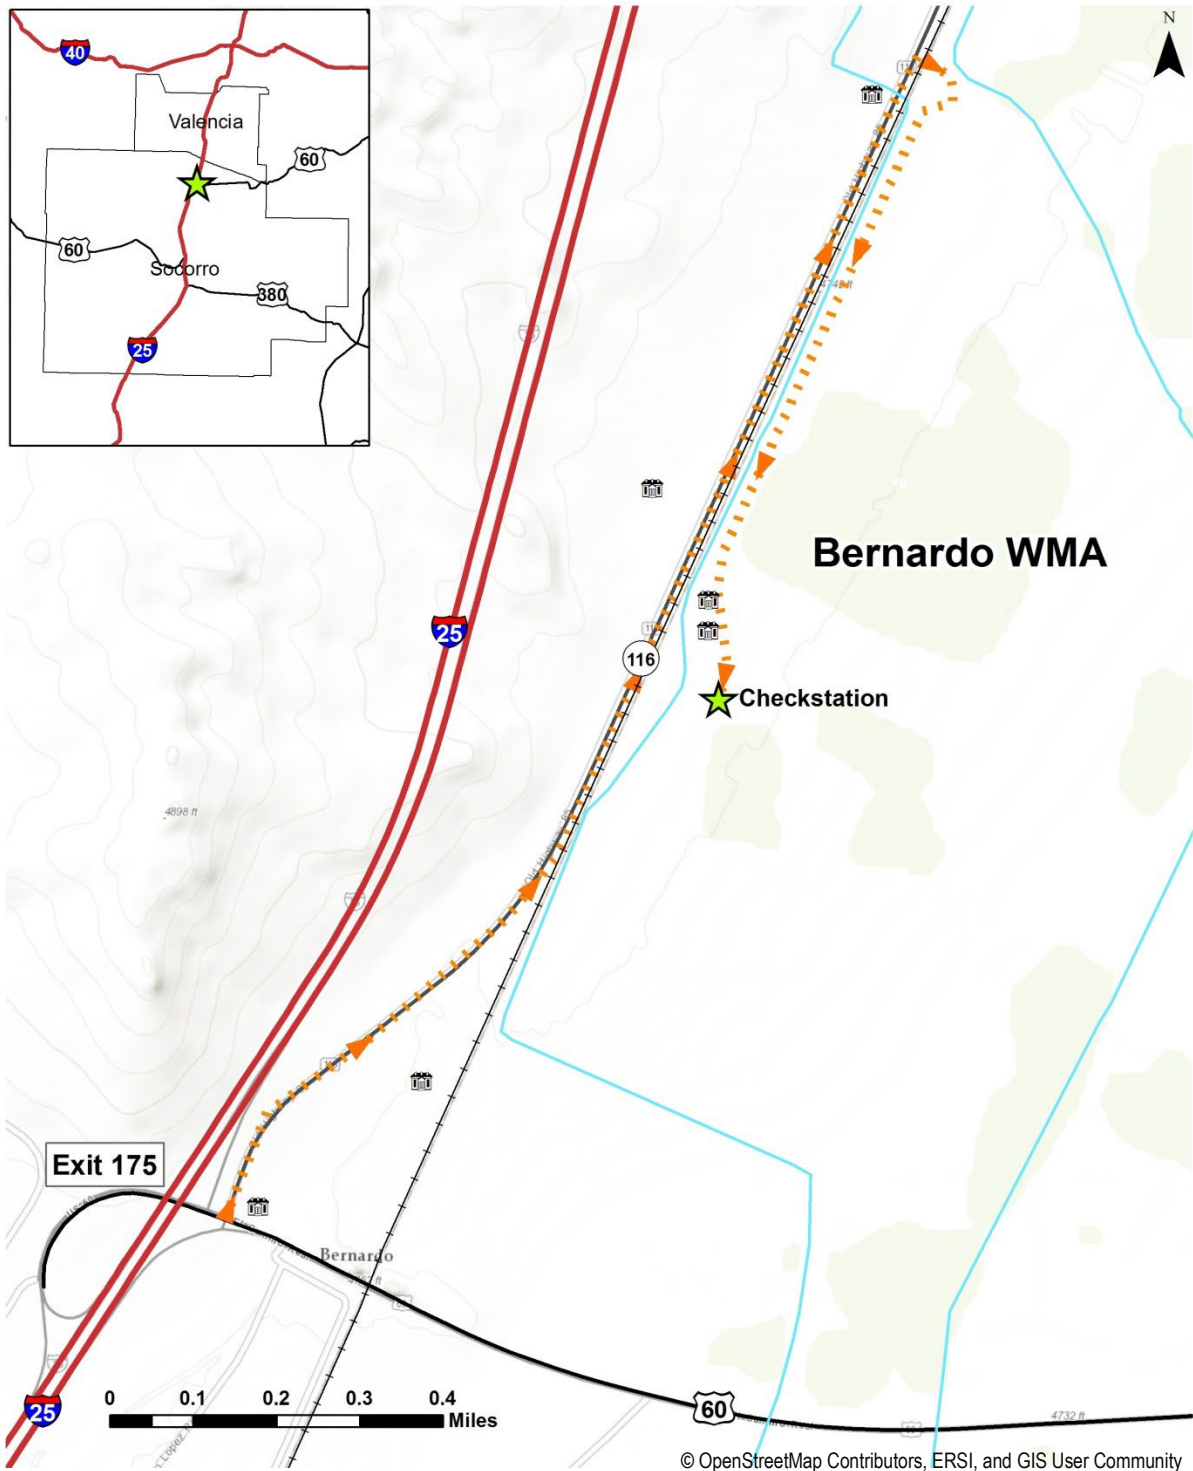 40
Valencia
60
60
Socorro
380
25
N
4742 ft
Bernardo WMA
25
116
Checkstation
4898 ft
Exit 175
Bernardo
0 0.1 0.2 0.3 0.4
Miles
25
60
4732 ft
© OpenStreetMap Contributors, ERSI, and GIS User Community